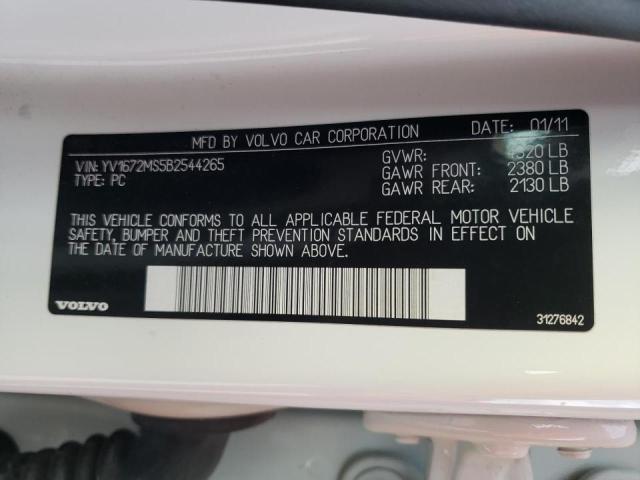 MFD BY VOLVO CAR CORPORATION DATE: 01/11
VIN: YV1672MS5B2544265 GVWR: 4320 LB
TYPE: PC GAWR FRONT: 2380 LB
GAWR REAR: 2130 LB
THIS VEHICLE CONFORMS TO ALL APPLICABLE FEDERAL MOTOR VEHICLE
SAFETY, BUMPER AND THEFT PREVENTION STANDARDS IN EFFECT ON
THE DATE OF MANUFACTURE SHOWN ABOVE.
VOLVO 31276842